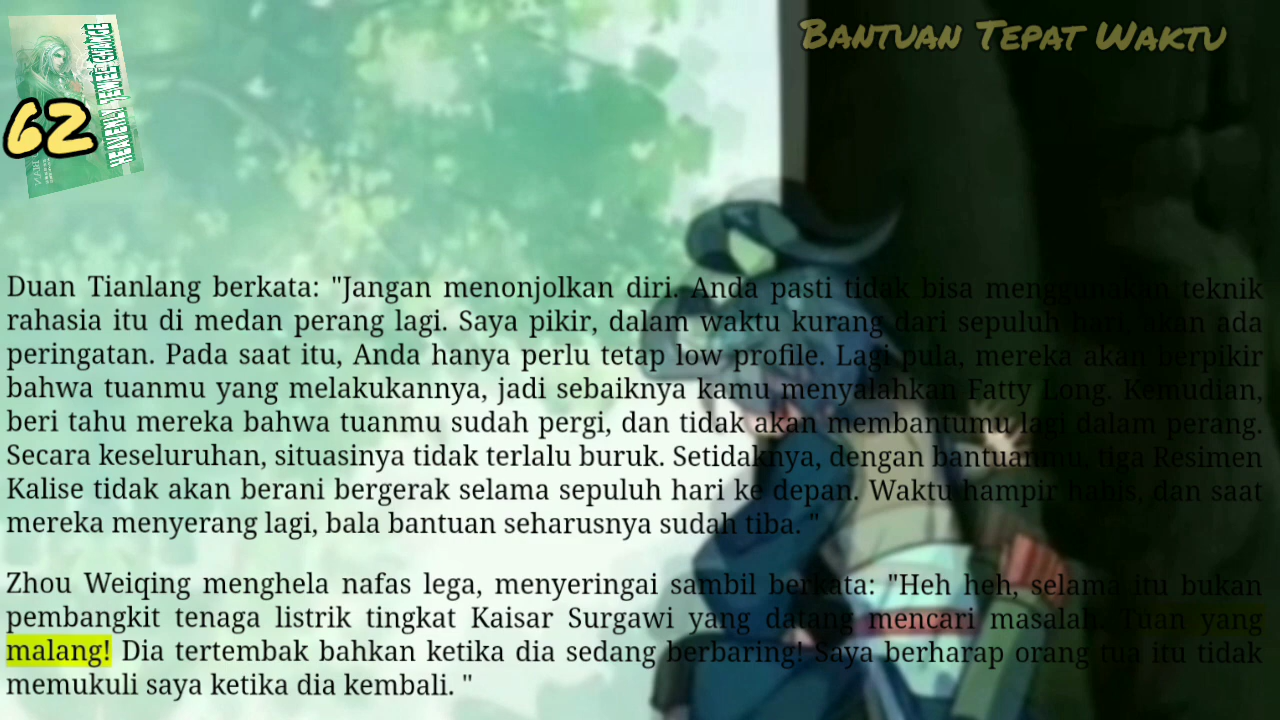 Bantuan Tepat Waktu
HEAVENLY JEWEL CHANGE
62
Duan Tianlang berkata: "Jangan menonjolkan diri. Anda pasti tidak bisa menggunakan teknik
rahasia itu di medan perang lagi. Saya pikir, dalam waktu kurang dari sepuluh hari, akan ada
peringatan. Pada saat itu, Anda hanya perlu tetap low profile. Lagi pula, mereka akan berpikir
bahwa tuanmu yang melakukannya, jadi sebaiknya kamu menyalahkan Fatty Long. Kemudian,
beri tahu mereka bahwa tuanmu sudah pergi, dan tidak akan membantumu lagi dalam perang.
Secara keseluruhan, situasinya tidak terlalu buruk. Setidaknya, dengan bantuanmu, tiga Resimen
Kalise tidak akan berani bergerak selama sepuluh hari ke depan. Waktu hampir habis, dan saat
mereka menyerang lagi, bala bantuan seharusnya sudah tiba. "
Zhou Weiqing menghela nafas lega, menyeringai sambil berkata: "Heh heh, selama itu bukan
pembangkit tenaga listrik tingkat Kaisar Surgawi yang datang mencari masalah. Tuan yang
malang! Dia tertembak bahkan ketika dia sedang berbaring! Saya berharap orang tua itu tidak
memukuli saya ketika dia kembali. "